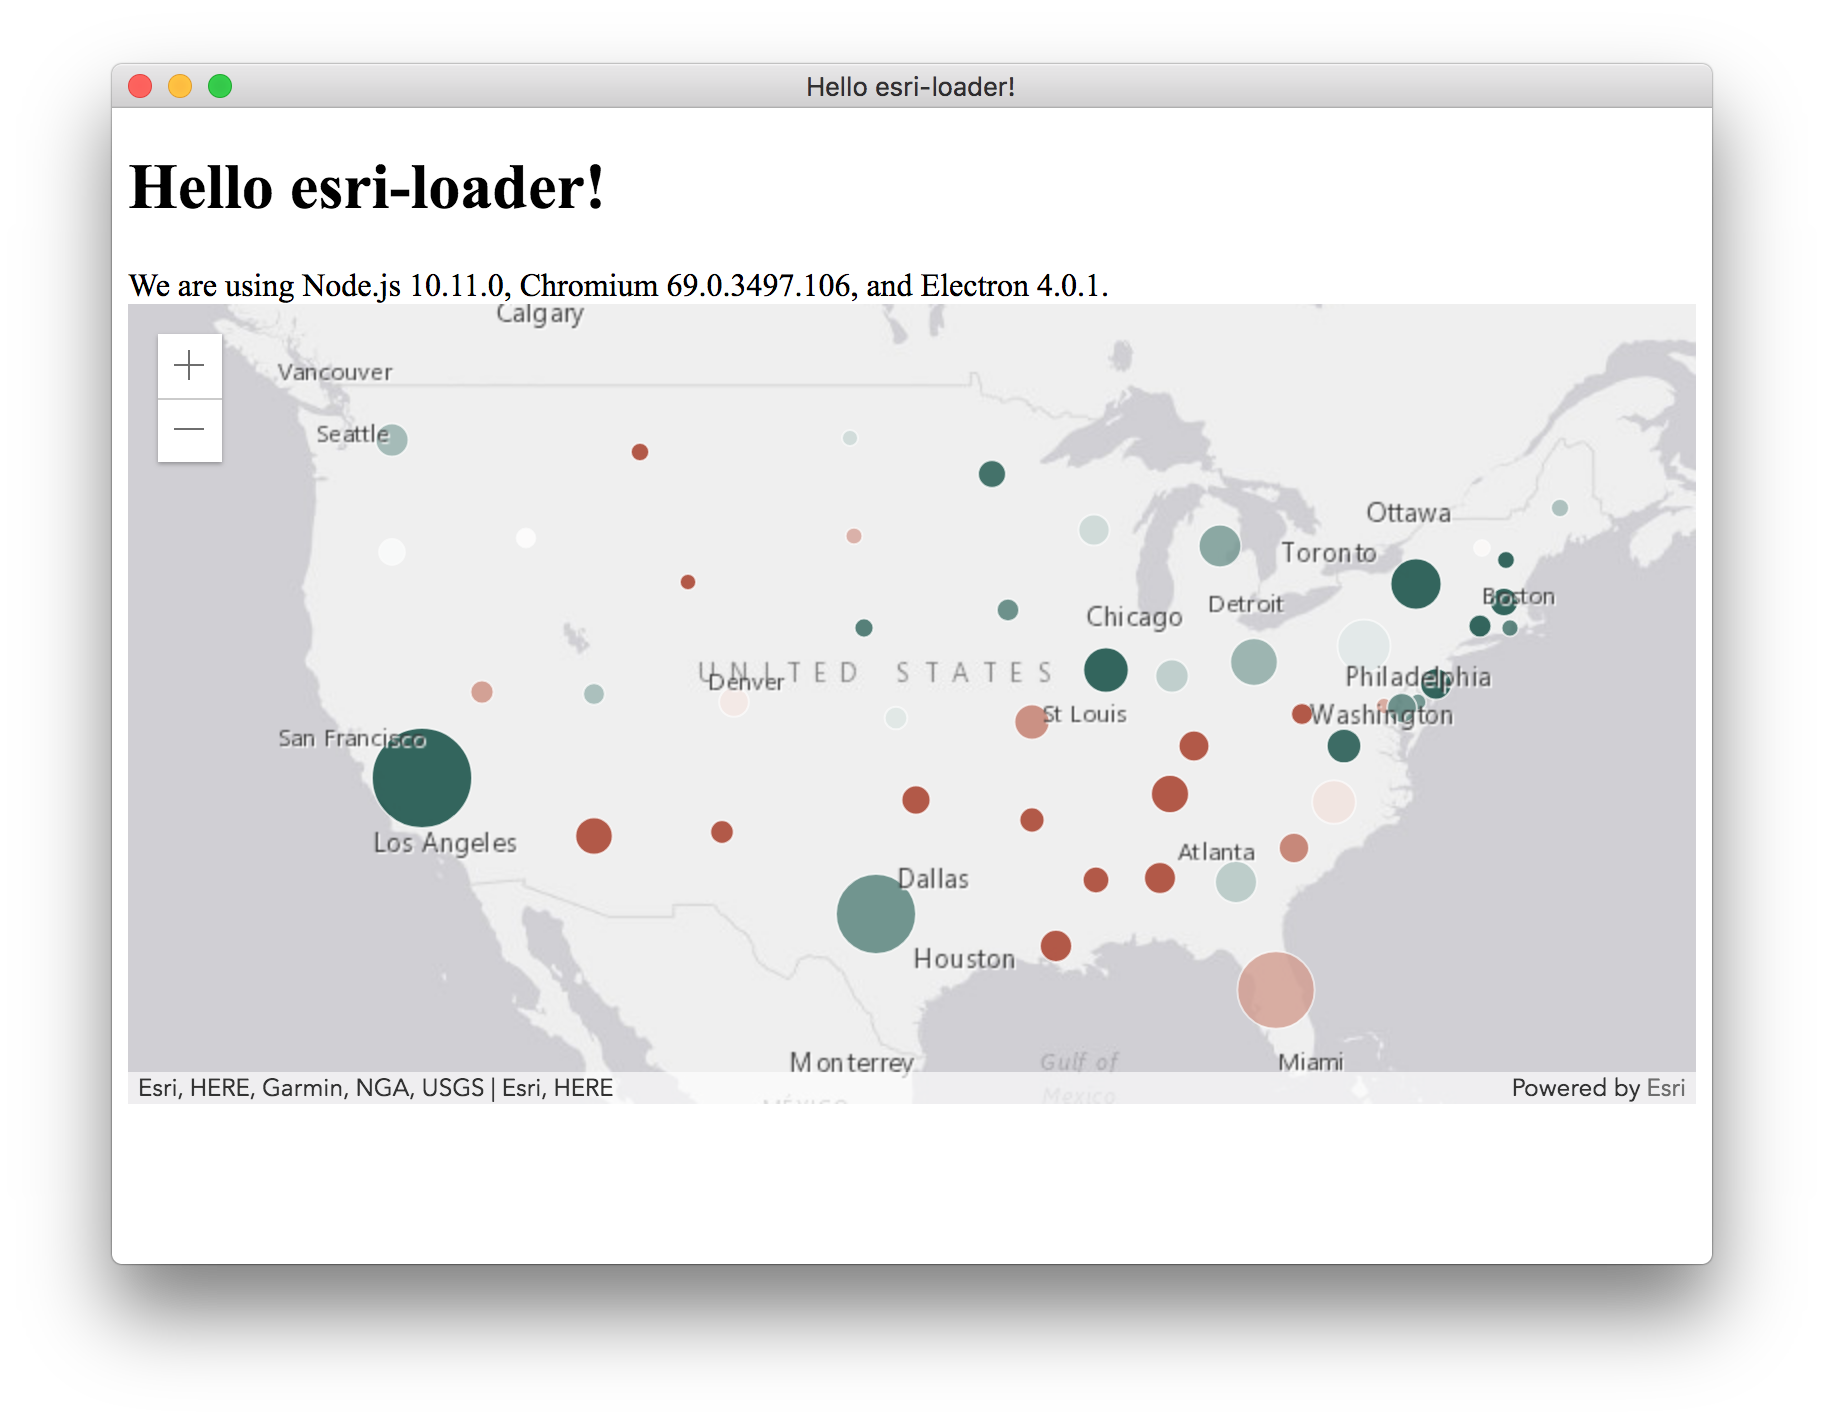 Hello esri-loader!
Hello esri-loader!
We are using Node.js 10.11.0, Chromium 69.0.3497.106, and Electron 4.0.1.
Calgary
Vancouver
Seattle
Ottawa
Toronto
Boston
Detroit
Chicago
UNITED STATES
Denver
Philadelphia
St Louis
Washington
San Francisco
Los Angeles
Atlanta
Dallas
Houston
Monterrey
Gulf of
Mexico
Miami
MÉXICO
Esri, HERE, Garmin, NGA, USGS | Esri, HERE
Powered by Esri